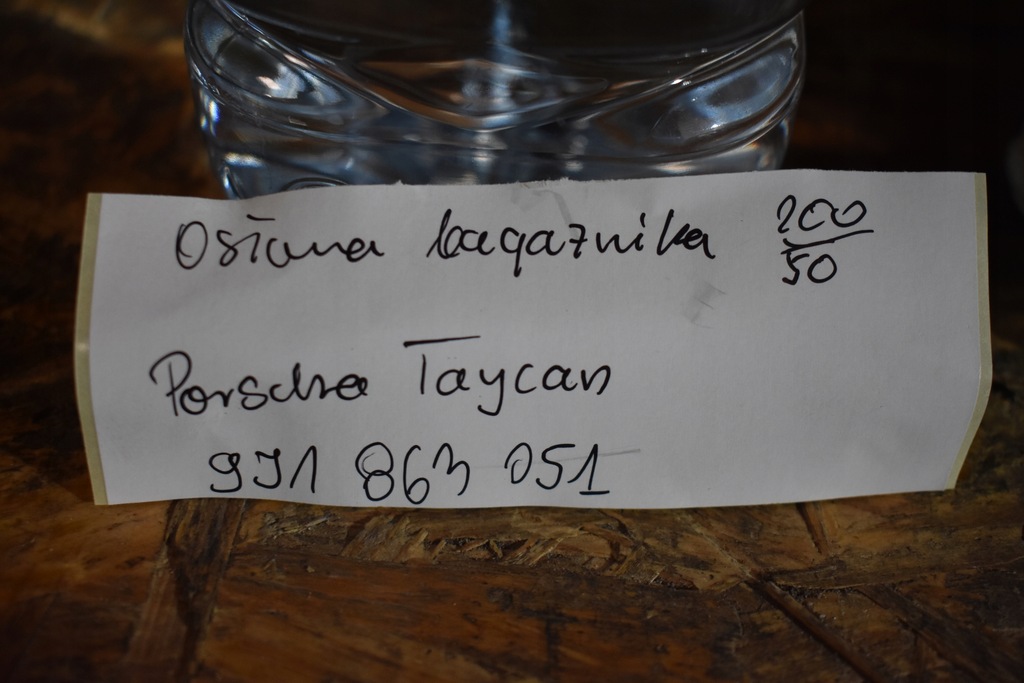 Osłona bagażnika 200/50
Porsche Taycan
9J1 863 051